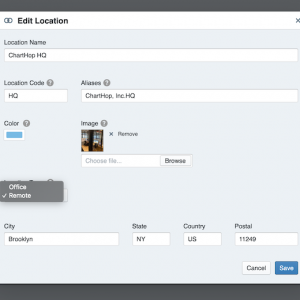 Edit Location
Location Name
ChartHop HQ
Location Code ?
Aliases ?
HQ
ChartHop, Inc.HQ
Color ?
Image ?
× Remove
Choose file...
Browse
Office
✓ Remote
City
State
Country
Postal
Brooklyn
NY
US
11249
Cancel
Save